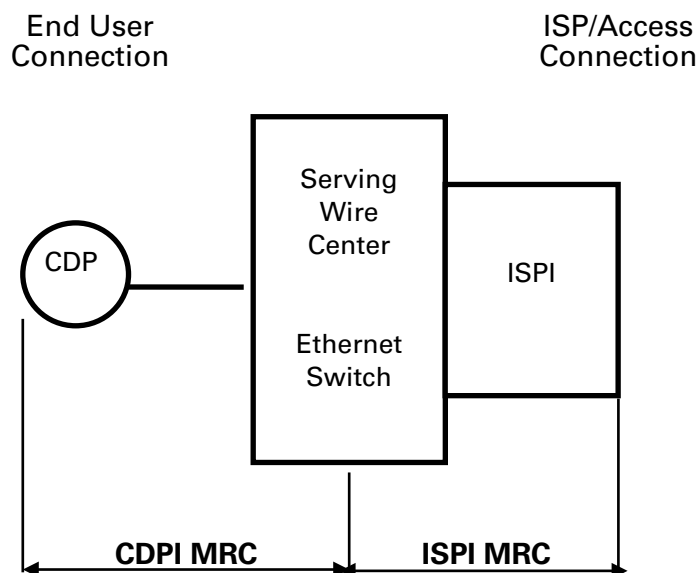 End User
Connection
ISP/Access
Connection
Serving
Wire
Center
CDP
ISPI
Ethernet
Switch
CDPI MRC
ISPI MRC